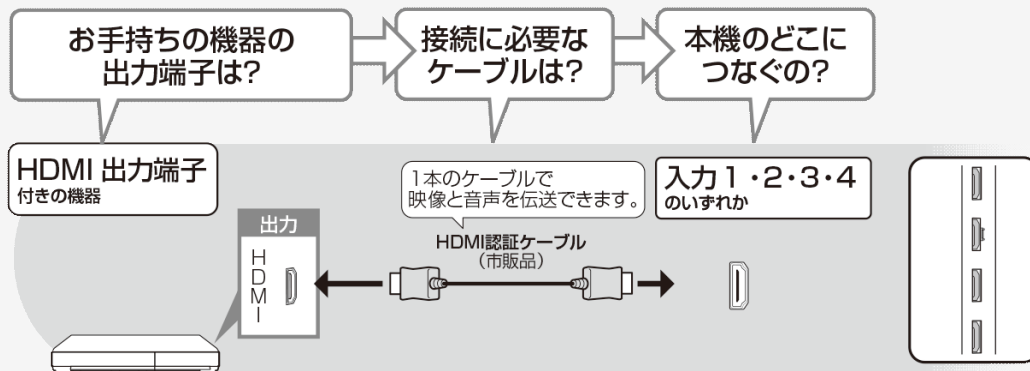 お手持ちの機器の
出力端子は?
接続に必要な
ケーブルは?
本機のどこに
つなぐの?
HDMI 出力端子
付きの機器
出力
HDMI
1本のケーブルで
映像と音声を伝送できます。
HDMI認証ケーブル
(市販品)
入力 1・2・3・4
のいずれか